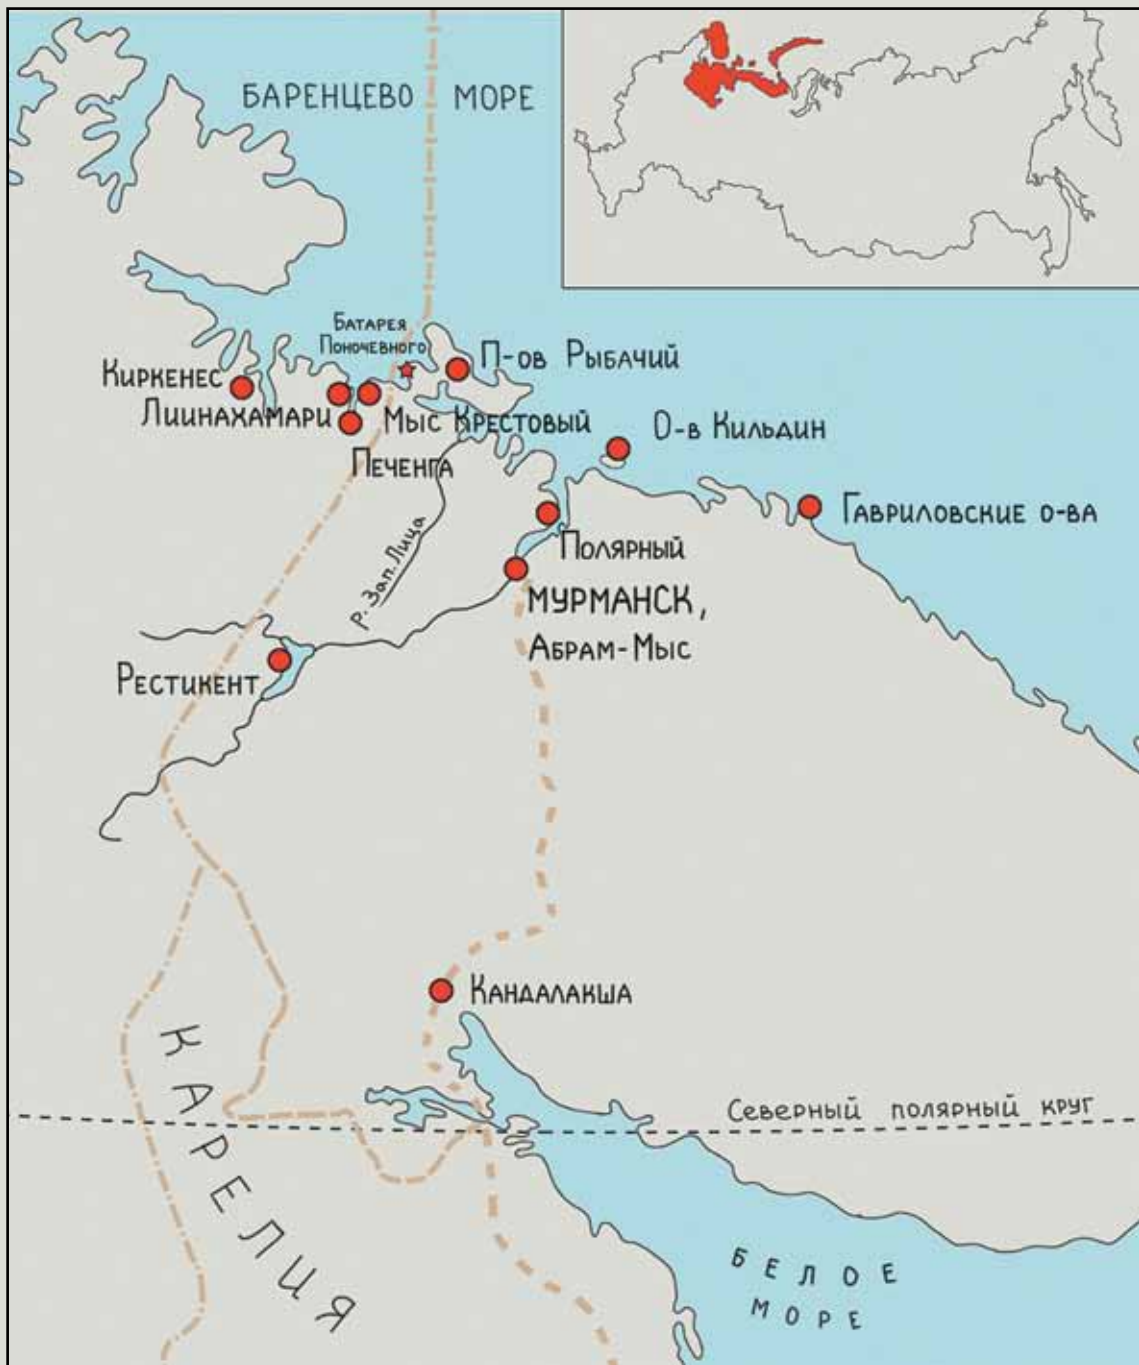 БАРЕНЦЕВО МОРЕ
БАТАРЕЯ
ПОНОЧЕВНОГО
П-ОВ РЫБАЧИЙ
КИРКЕНЕС
ЛИИНАХАМАРИ
МЫС КРЕСТОВЫЙ
ПЕЧЕНГА
О-В КИЛЬДИН
ГАВРИЛОВСКИЕ О-ВА
Р. ЗАП. ЛИЦА
ПОЛЯРНЫЙ
МУРМАНСК,
АБРАМ-МЫС
РЕСТИКЕНТ
КАНДАЛАКША
КАРЕЛИЯ
СЕВЕРНЫЙ ПОЛЯРНЫЙ КРУГ
БЕЛОЕ
МОРЕ